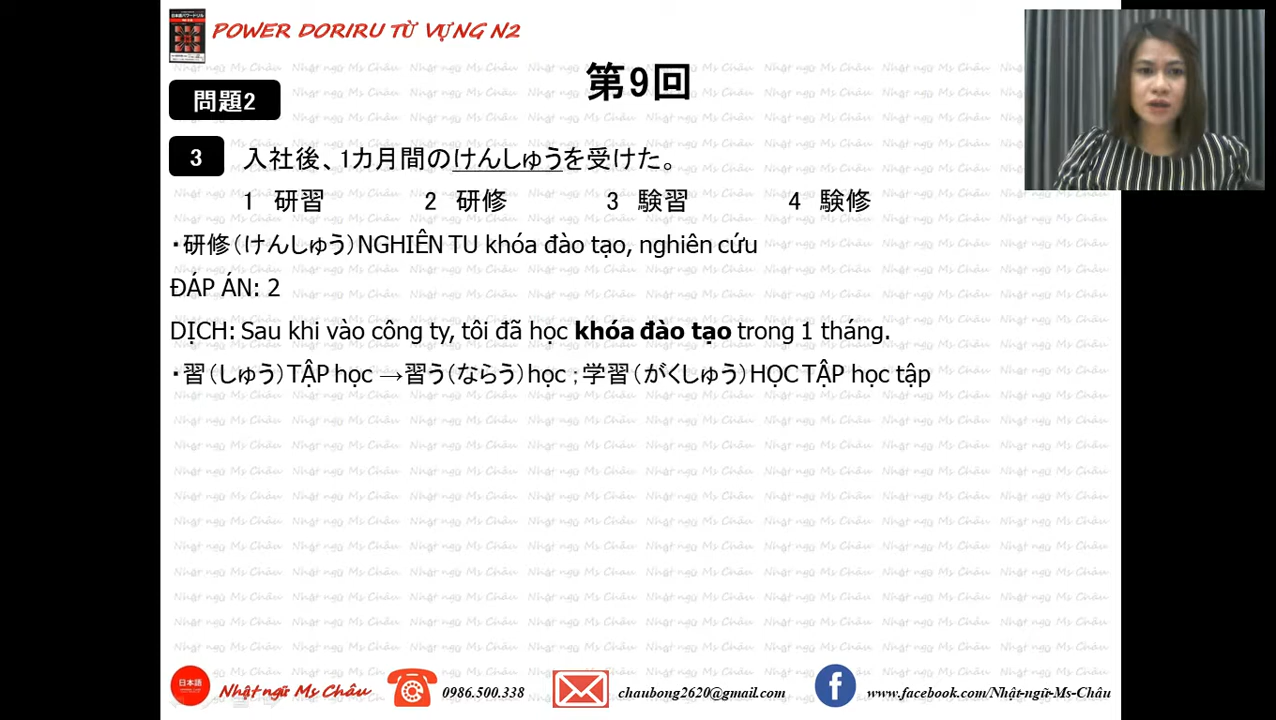 POWER DORIRU TỪ VỰNG N2
第9回
問題2
3 入社後、1カ月間のけんしゅうを受けた。
1 研習 2 研修 3 験習 4 験修
・研修（けんしゅう）NGHIÊN TU khóa đào tạo, nghiên cứu
ĐÁP ÁN: 2
DỊCH: Sau khi vào công ty, tôi đã học khóa đào tạo trong 1 tháng.
・習（しゅう）TẬP học →習う（ならう）học ; 学習（がくしゅう）HỌC TẬP học tập
日本語 Nhật ngữ Ms Châu 0986.500.338 chaubong2620@gmail.com www.facebook.com/Nhật-ngữ-Ms-Châu